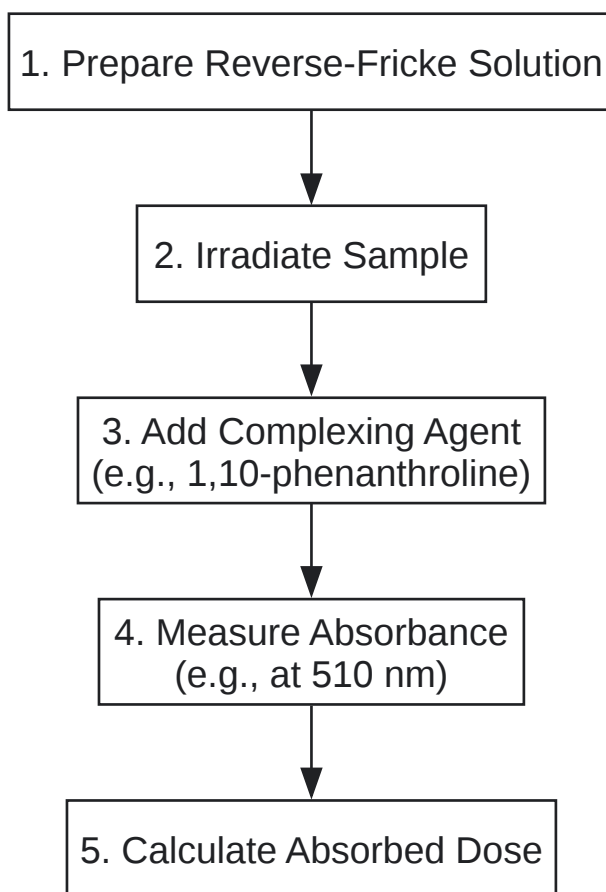 1. Prepare Reverse-Fricke Solution
2. Irradiate Sample
3. Add Complexing Agent
(e.g., 1,10-phenanthroline)
4. Measure Absorbance
(e.g., at 510 nm)
5. Calculate Absorbed Dose